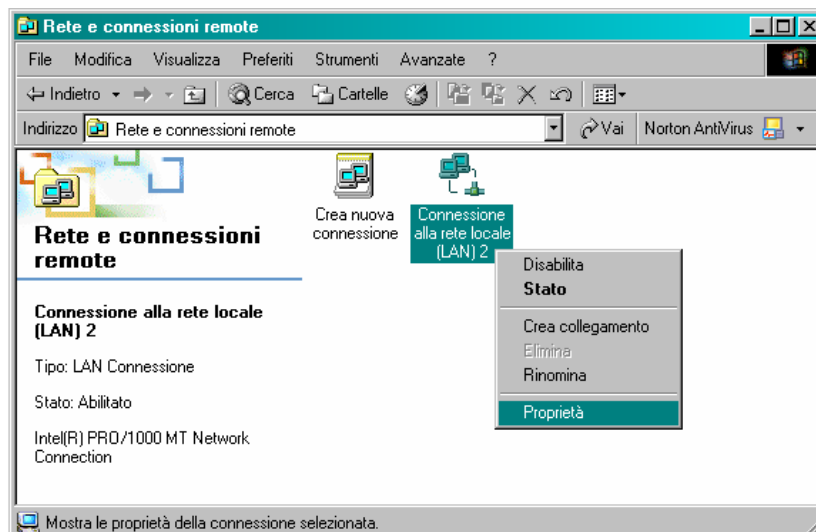 Rete e connessioni remote
File Modifica Visualizza Preferiti Strumenti Avanzate ?
Indietro Cerca Cartelle
Indirizzo Rete e connessioni remote Vai Norton AntiVirus
Rete e connessioni
remote
Connessione alla rete locale
(LAN) 2
Tipo: LAN Connessione
Stato: Abilitato
Intel(R) PRO/1000 MT Network
Connection
Crea nuova
connessione
Connessione
alla rete locale
(LAN) 2
Disabilita
Stato
Crea collegamento
Elimina
Rinomina
Proprietà
Mostra le proprietà della connessione selezionata.